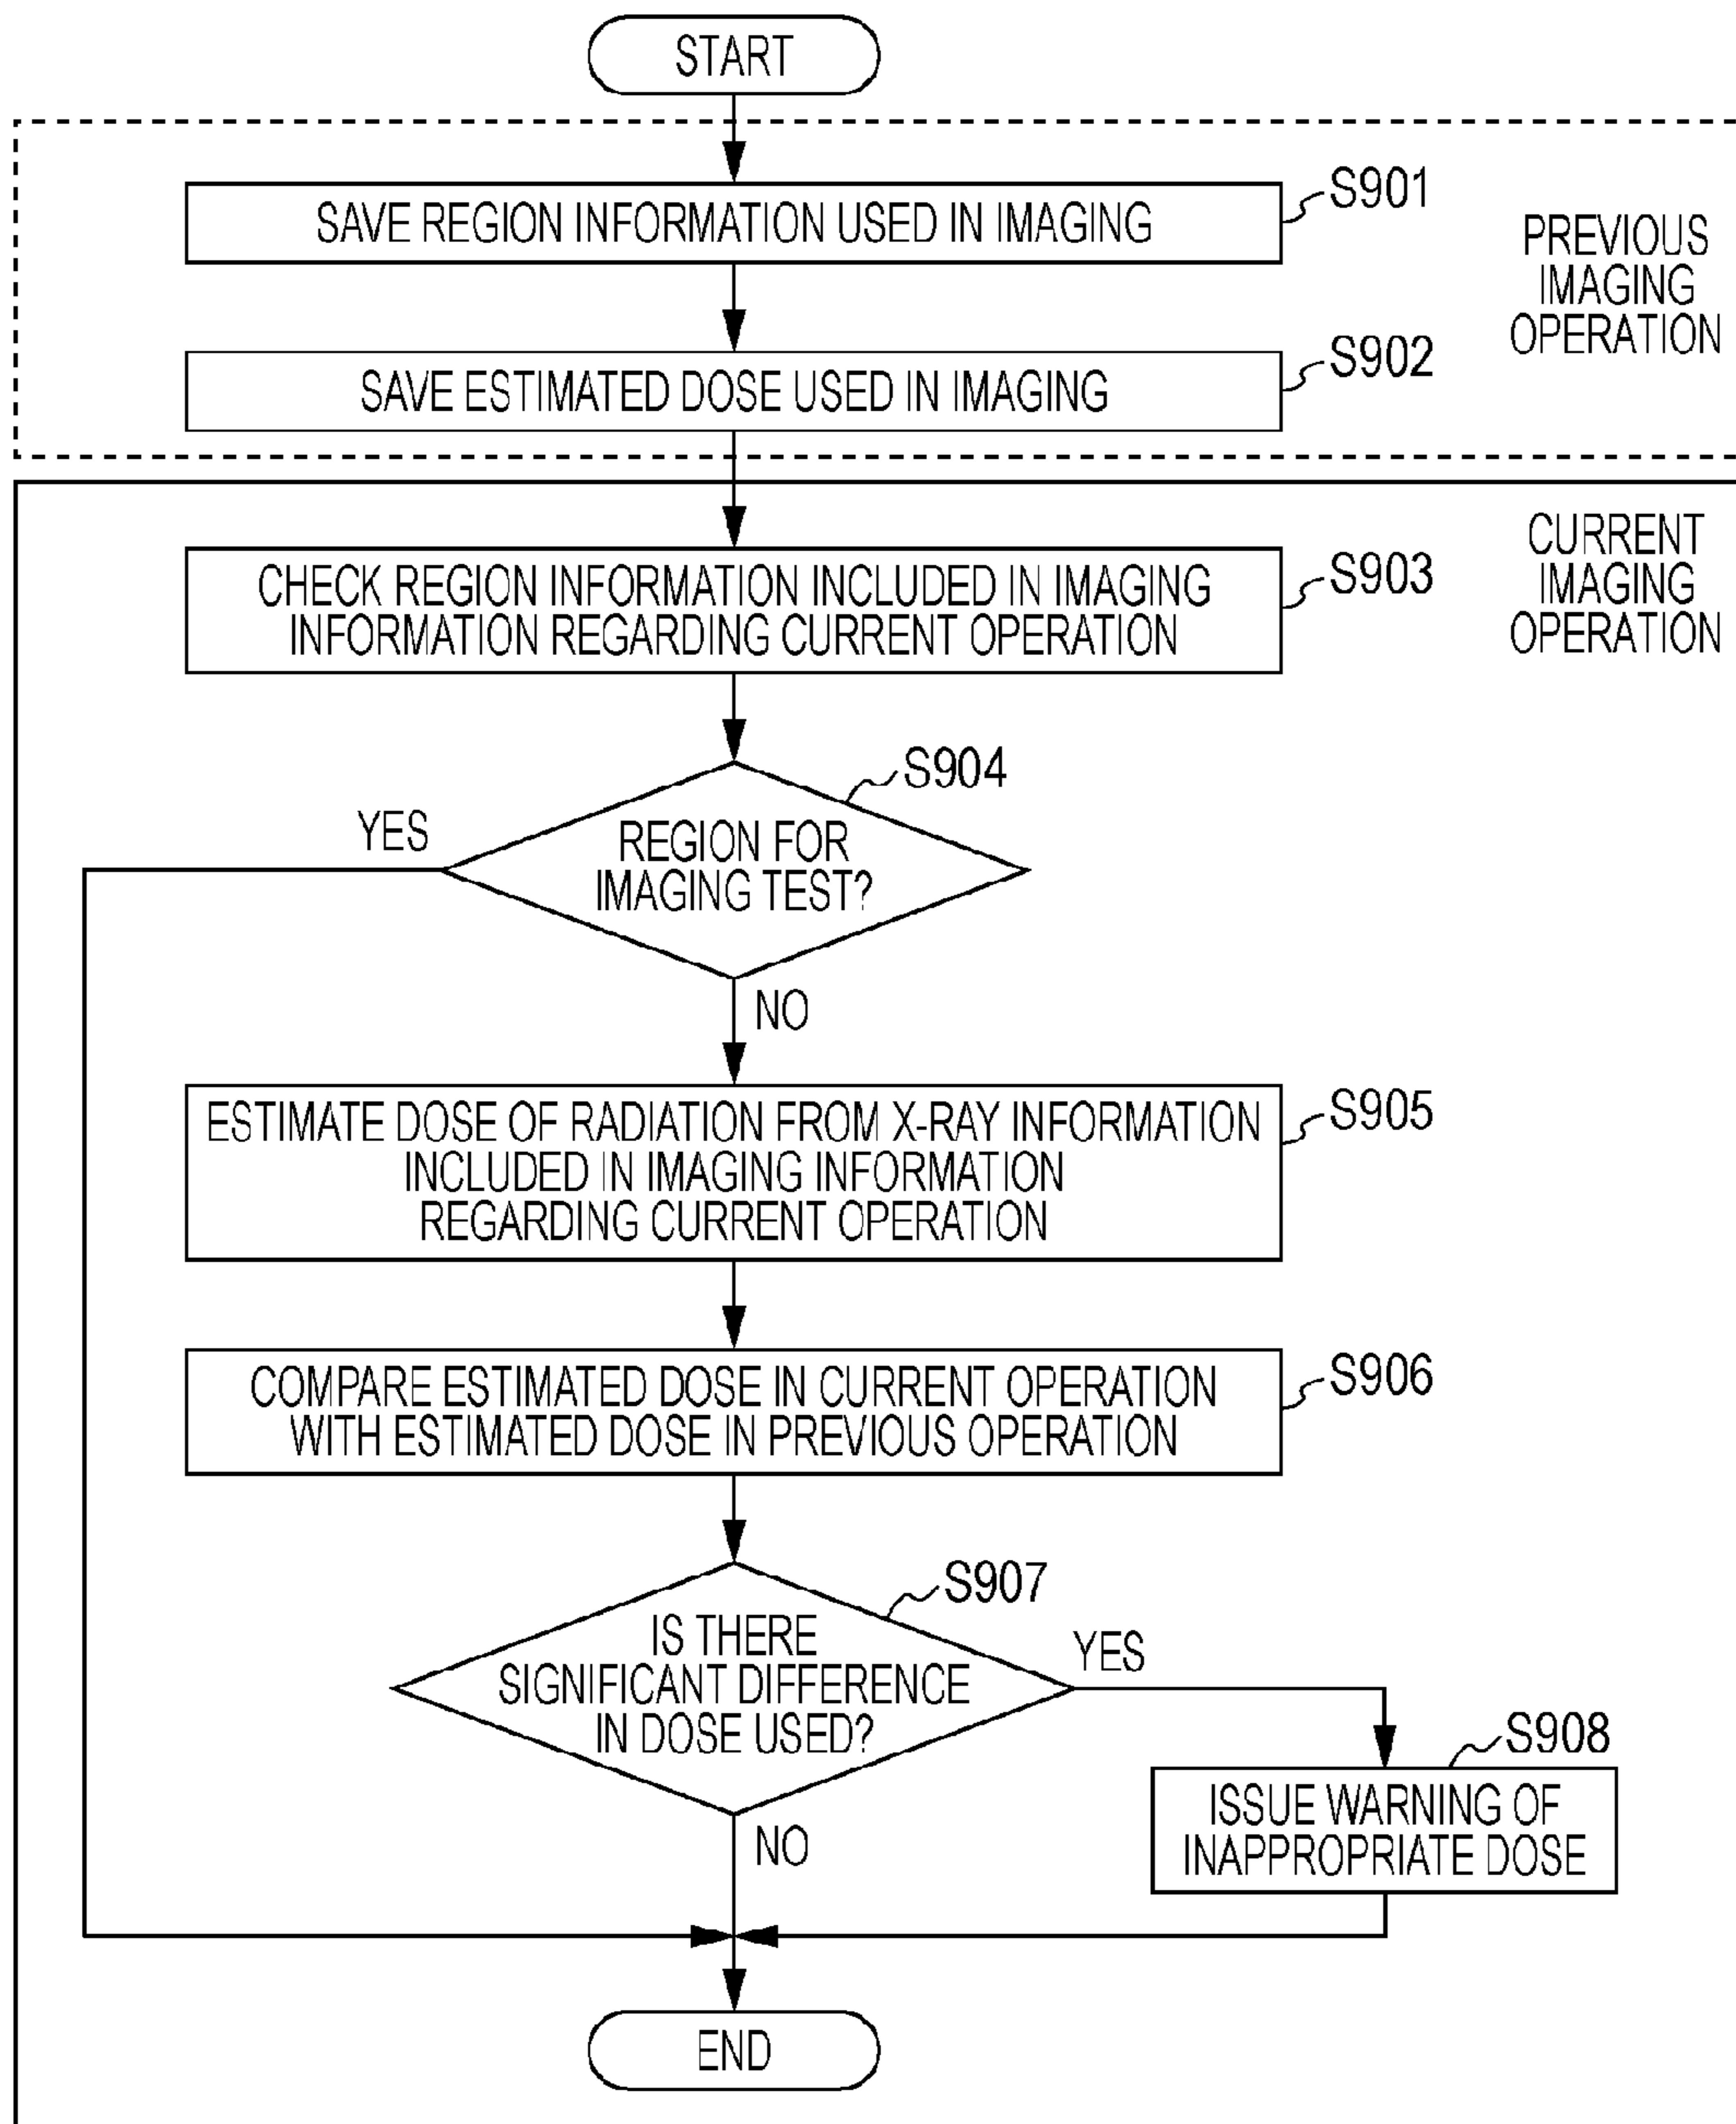 START
SAVE REGION INFORMATION USED IN IMAGING
S901
PREVIOUS
IMAGING
OPERATION
SAVE ESTIMATED DOSE USED IN IMAGING
S902
CURRENT
IMAGING
OPERATION
CHECK REGION INFORMATION INCLUDED IN IMAGING
INFORMATION REGARDING CURRENT OPERATION
S903
S904
YES
REGION FOR
IMAGING TEST?
NO
ESTIMATE DOSE OF RADIATION FROM X-RAY INFORMATION
INCLUDED IN IMAGING INFORMATION
REGARDING CURRENT OPERATION
S905
COMPARE ESTIMATED DOSE IN CURRENT OPERATION
WITH ESTIMATED DOSE IN PREVIOUS OPERATION
S906
S907
IS THERE
SIGNIFICANT DIFFERENCE
IN DOSE USED?
YES
S908
ISSUE WARNING OF
INAPPROPRIATE DOSE
NO
END